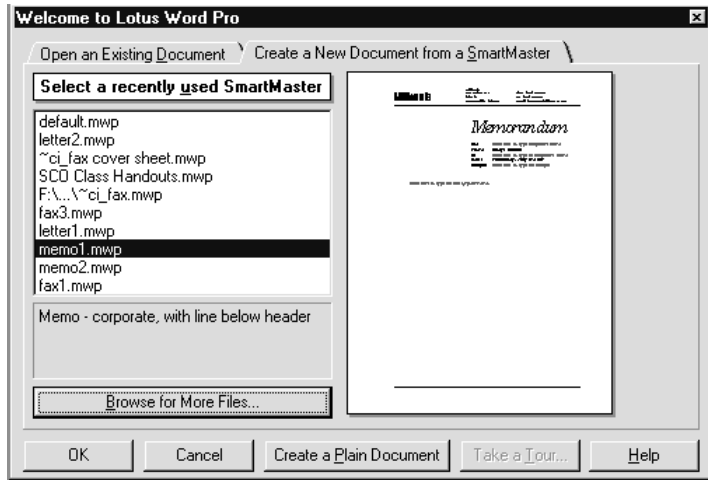 Welcome to Lotus Word Pro
Open an Existing Document
Create a New Document from a SmartMaster
Select a recently used SmartMaster
default.mwp
letter2.mwp
~ci_fax cover sheet.mwp
SCO Class Handouts.mwp
F:\...\~ci_fax.mwp
fax3.mwp
letter1.mwp
memo1.mwp
memo2.mwp
fax1.mwp
Memo - corporate, with line below header
Browse for More Files...
Memorandum
OK
Cancel
Create a Plain Document
Take a Tour...
Help